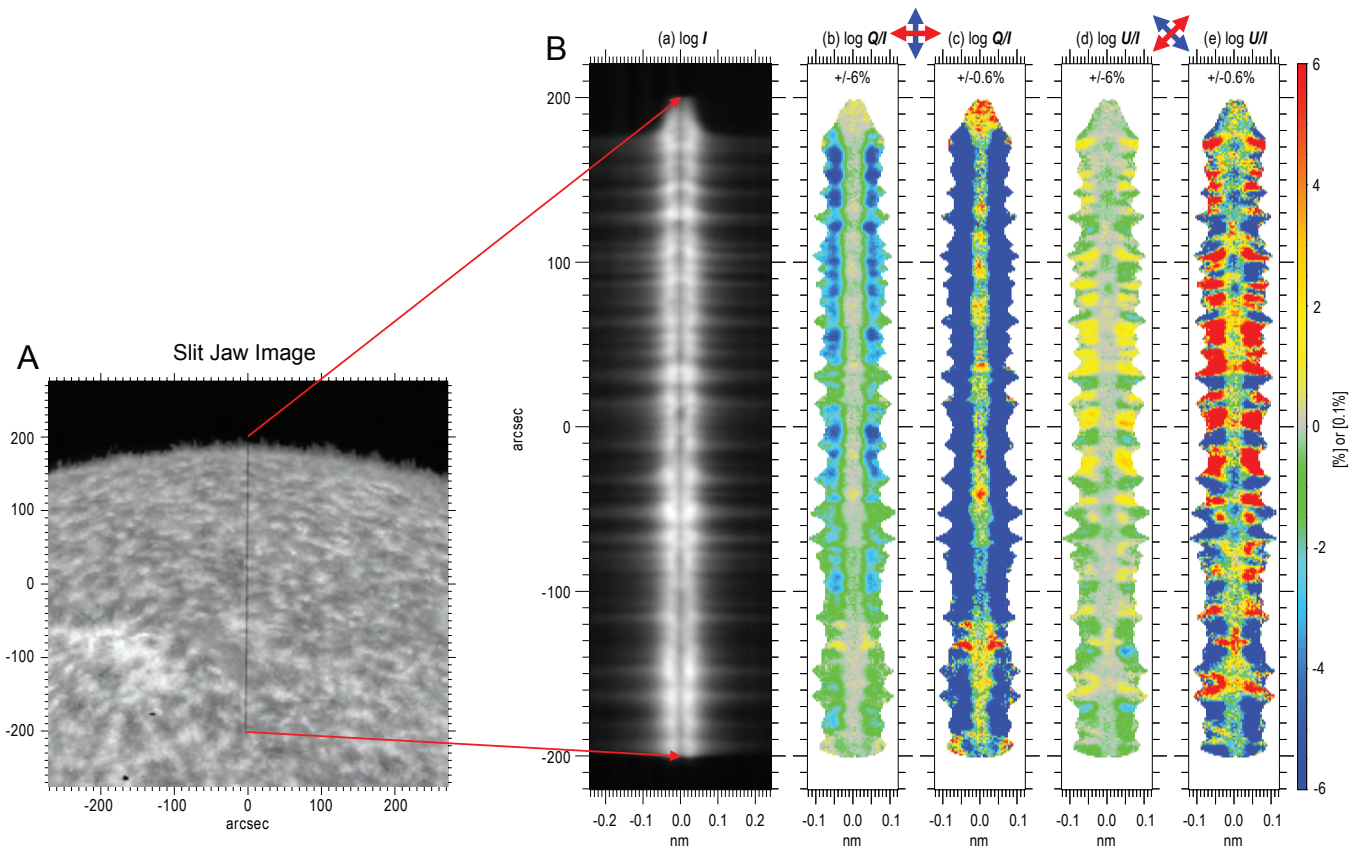 A
Slit Jaw Image
200
100
0
-100
-200
-200
-100
0
100
200
arcsec
B
(a) log I
(b) log Q/I
(c) log Q/I
(d) log U/I
(e) log U/I
+/-6%
+/-0.6%
+/-6%
+/-0.6%
200
100
0
-100
-200
arcsec
-0.2
-0.1
0.0
0.1
0.2
nm
-0.1
0.0
0.1
nm
-0.1
0.0
0.1
nm
-0.1
0.0
0.1
nm
-0.1
0.0
0.1
nm
6
4
2
0
-2
-4
-6
[%] or [0.1%]